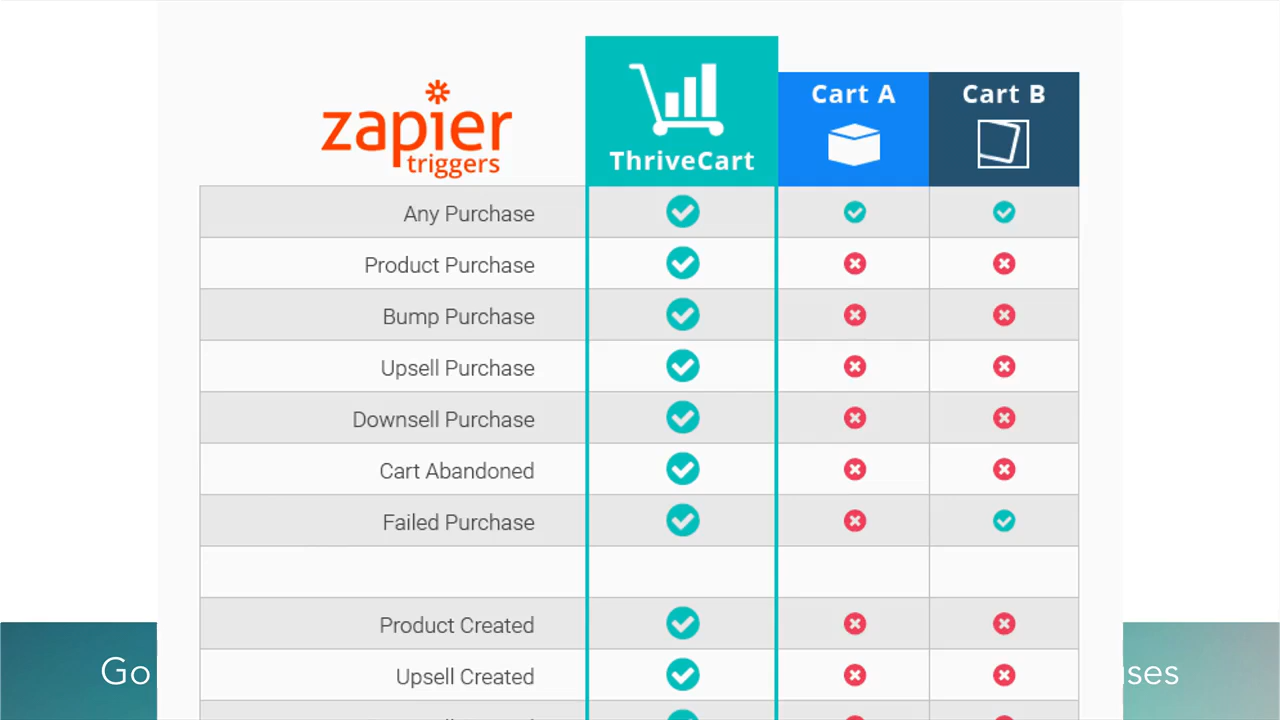 zapier
triggers
ThriveCart
Cart A
Cart B
Any Purchase
Product Purchase
Bump Purchase
Upsell Purchase
Downsell Purchase
Cart Abandoned
Failed Purchase
Product Created
Upsell Created
Go